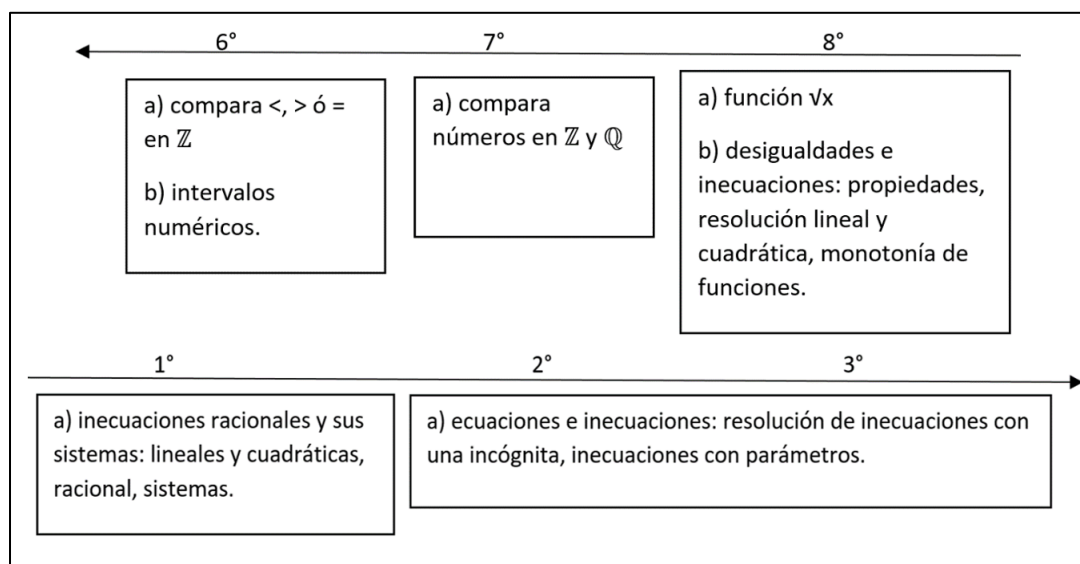 6° 7° 8°
a) compara <, > ó =
en ℤ
b) intervalos
numéricos.
a) compara
números en ℤ y ℚ
a) función √x
b) desigualdades e
inecuaciones: propiedades,
resolución lineal y
cuadrática, monotonía de
funciones.
1° 2° 3°
a) inecuaciones racionales y sus
sistemas: lineales y cuadráticas,
racional, sistemas.
a) ecuaciones e inecuaciones: resolución de inecuaciones con
una incógnita, inecuaciones con parámetros.